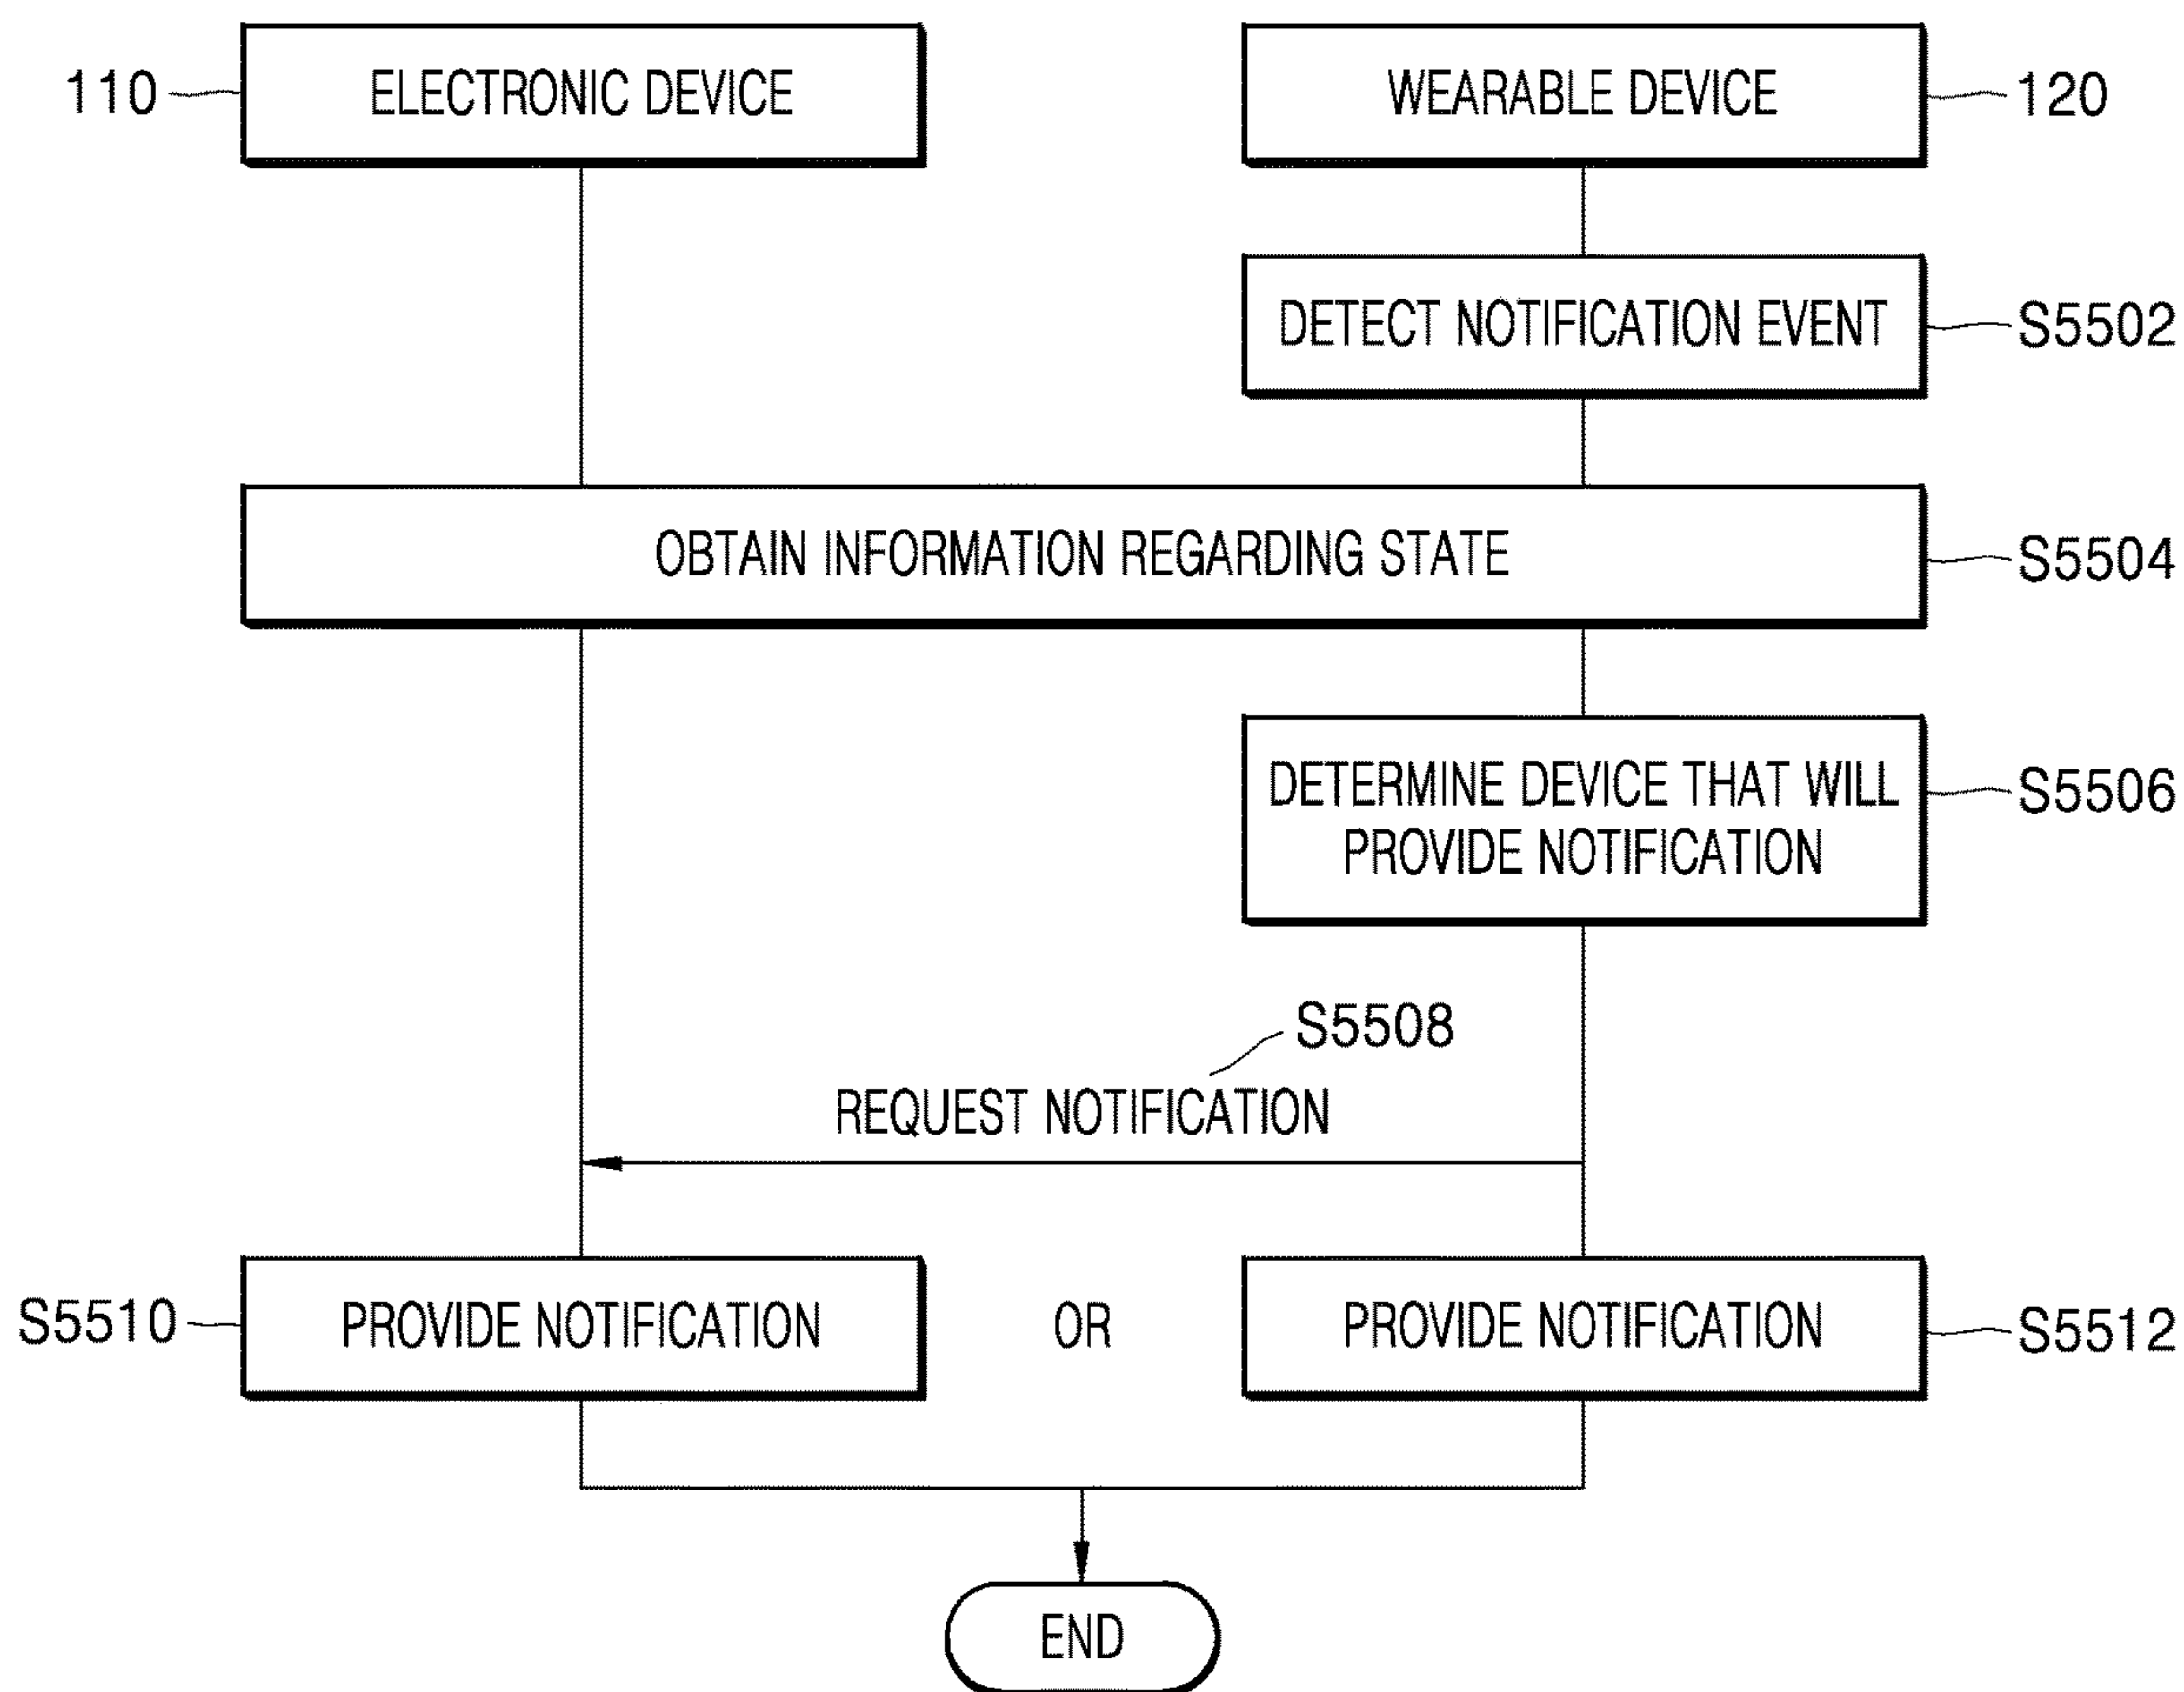 110
ELECTRONIC DEVICE
WEARABLE DEVICE
120
DETECT NOTIFICATION EVENT
S5502
OBTAIN INFORMATION REGARDING STATE
S5504
DETERMINE DEVICE THAT WILL
PROVIDE NOTIFICATION
S5506
S5508
REQUEST NOTIFICATION
S5510
PROVIDE NOTIFICATION
OR
PROVIDE NOTIFICATION
S5512
END